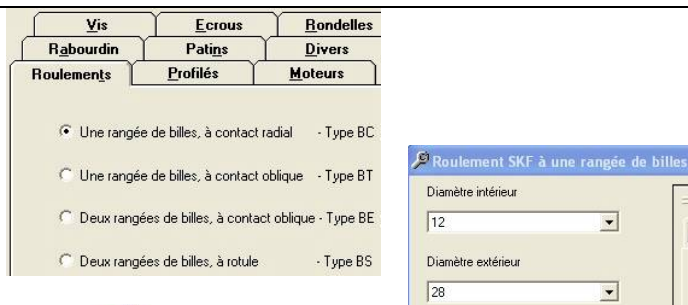 Vis Ecrous Rondelles
Rabourdin Patins Divers
Roulements Profilés Moteurs
Une rangée de billes, à contact radial - Type BC
Une rangée de billes, à contact oblique - Type BT
Deux rangées de billes, à contact oblique - Type BE
Deux rangées de billes, à rotule - Type BS
Roulement SKF à une rangée de billes
Diamètre intérieur
12
Diamètre extérieur
28